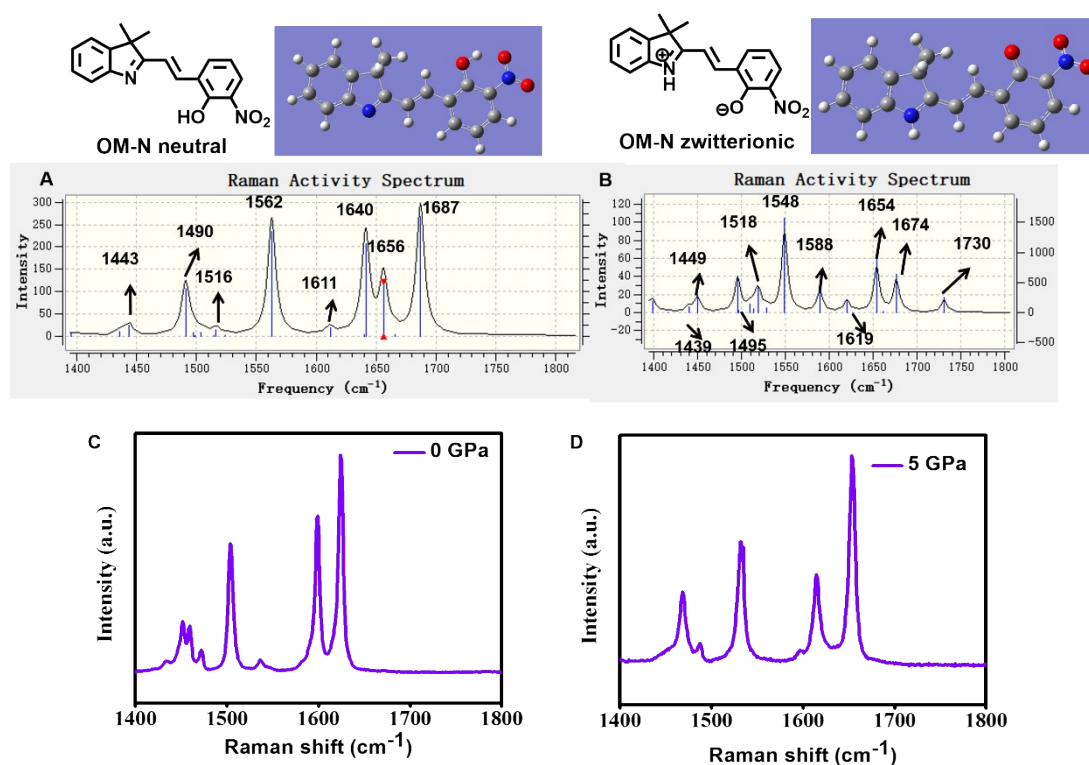 N
HO
NO2
OM-N neutral
N
⊕
H
⊖O
NO2
OM-N zwitterionic
A
Raman Activity Spectrum
300
250
200
150
100
50
0
Intensity
1443
1490
1516
1562
1611
1640
1656
1687
1400 1450 1500 1550 1600 1650 1700 1750 1800
Frequency (cm-1)
B
Raman Activity Spectrum
120
100
80
60
40
20
0
-20
Intensity
1449
1439
1495
1518
1548
1588
1619
1654
1674
1730
1500
1000
500
0
-500
1400 1450 1500 1550 1600 1650 1700 1750 1800
Frequency (cm-1)
C
0 GPa
Intensity (a.u.)
1400 1500 1600 1700 1800
Raman shift (cm-1)
D
5 GPa
Intensity (a.u.)
1400 1500 1600 1700 1800
Raman shift (cm-1)